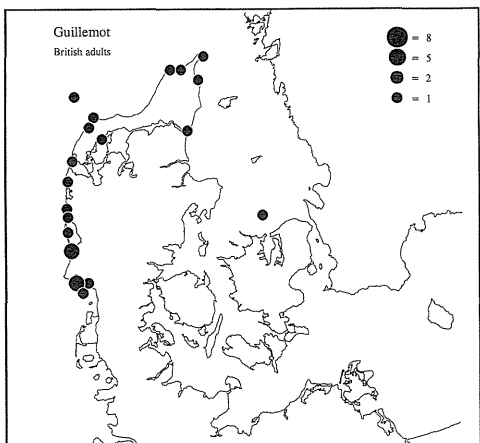 Guillemot
British adults
= 8
= 5
= 2
= 1